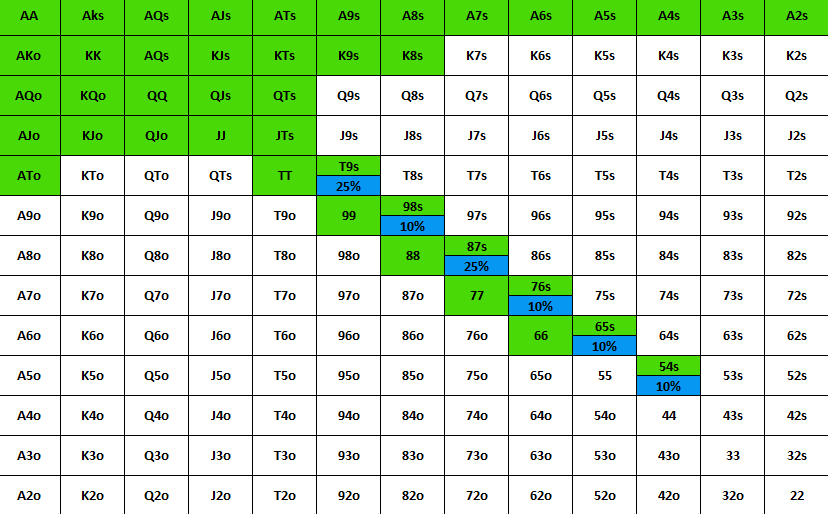 AA Aks AQs AJs ATs A9s A8s A7s A6s A5s A4s A3s A2s
AKo KK AQs KJs KTs K9s K8s K7s K6s K5s K4s K3s K2s
AQo KQo QQ QJs QTs Q9s Q8s Q7s Q6s Q5s Q4s Q3s Q2s
AJo KJo QJo JJ JTs J9s J8s J7s J6s J5s J4s J3s J2s
ATo KTo QTo QTs TT T9s 25% T8s T7s T6s T5s T4s T3s T2s
A9o K9o Q9o J9o T9o 99 98s 10% 97s 96s 95s 94s 93s 92s
A8o K8o Q8o J8o T8o 98o 88 87s 25% 86s 85s 84s 83s 82s
A7o K7o Q7o J7o T7o 97o 87o 77 76s 10% 75s 74s 73s 72s
A6o K6o Q6o J6o T6o 96o 86o 76o 66 65s 10% 64s 63s 62s
A5o K5o Q5o J5o T5o 95o 85o 75o 65o 55 54s 10% 53s 52s
A4o K4o Q4o J4o T4o 94o 84o 74o 64o 54o 44 43s 42s
A3o K3o Q3o J3o T3o 93o 83o 73o 63o 53o 43o 33 32s
A2o K2o Q2o J2o T2o 92o 82o 72o 62o 52o 42o 32o 22